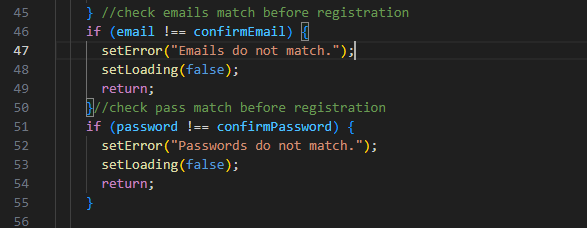 45 } //check emails match before registration
46 if (email !== confirmEmail) {
47 setError("Emails do not match.");
48 setLoading(false);
49 return;
50 }//check pass match before registration
51 if (password !== confirmPassword) {
52 setError("Passwords do not match.");
53 setLoading(false);
54 return;
55 }
56